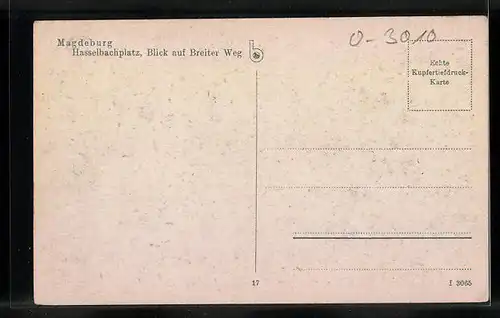 Magdeburg
Hasselbachplatz, Blick auf Breiter Weg
b
0-3010
Echte
Kupfertiefdruck-
Karte
17
I 3065